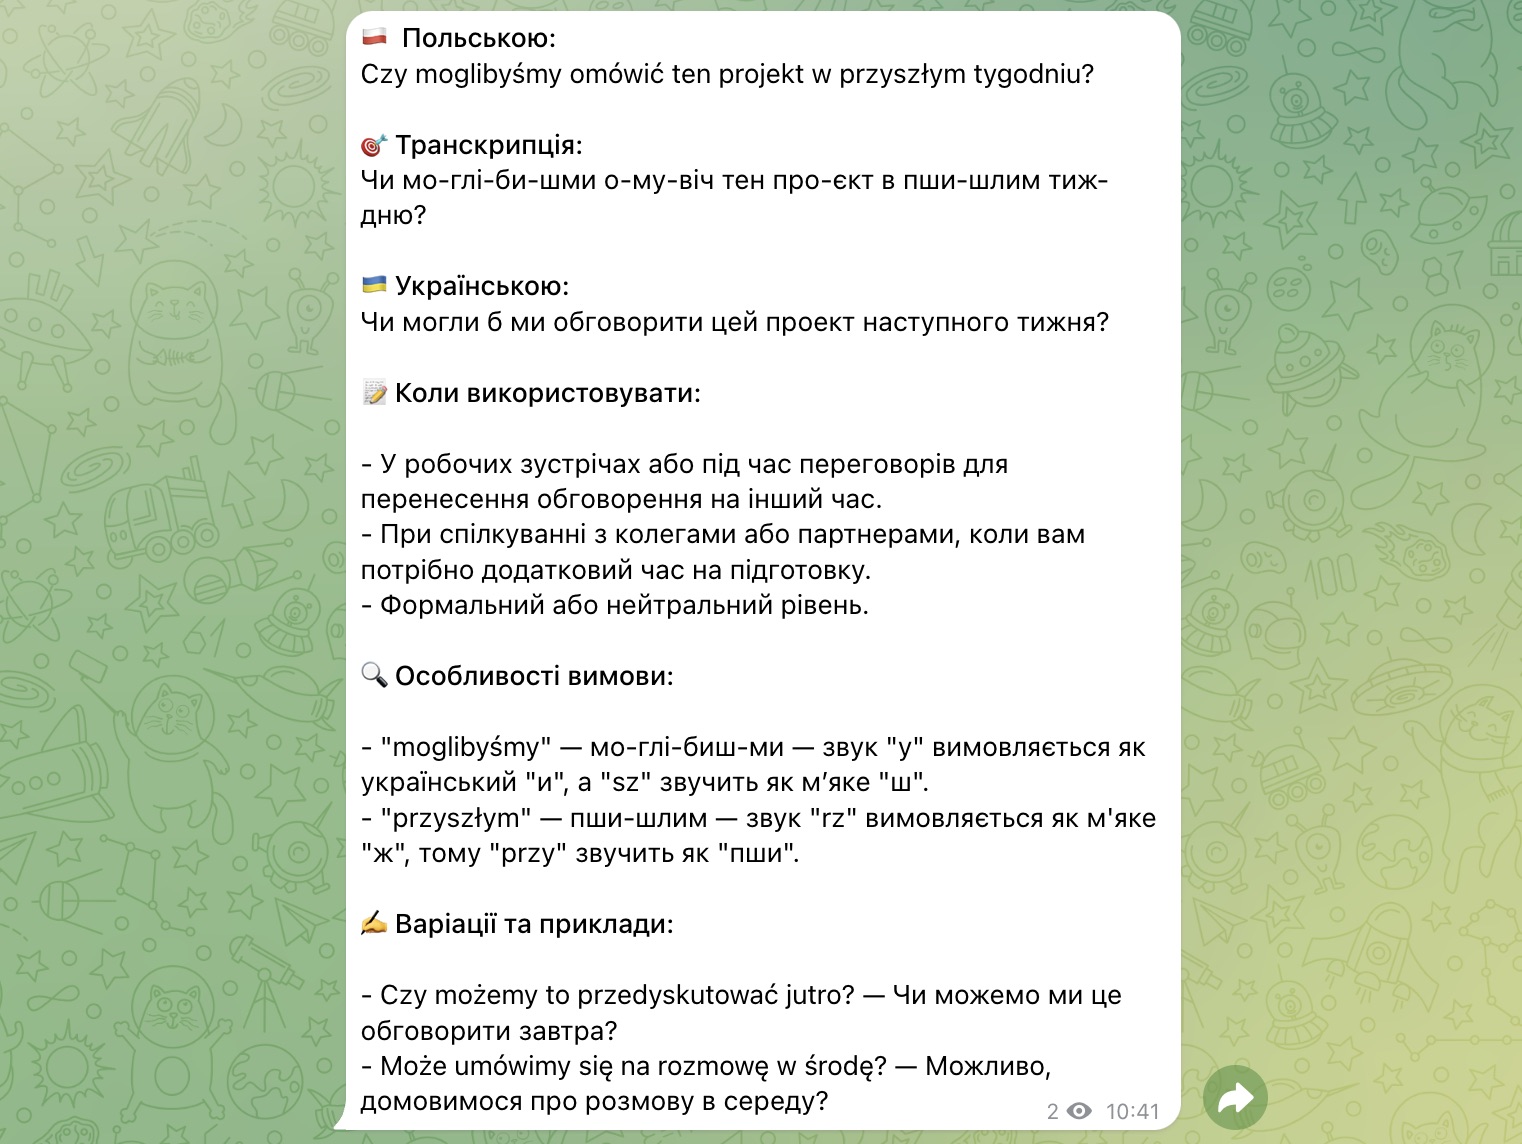 🇵🇱 Польською:
Czy moglibyśmy omówić ten projekt w przyszłym tygodniu?
🎯 Транскрипція:
Чи мо-глі-би-шми о-му-віч тен про-єкт в пши-шлим тиж-
дню?
🇺🇦 Українською:
Чи могли б ми обговорити цей проект наступного тижня?
📝 Коли використовувати:
- У робочих зустрічах або під час переговорів для
перенесення обговорення на інший час.
- При спілкуванні з колегами або партнерами, коли вам
потрібно додатковий час на підготовку.
- Формальний або нейтральний рівень.
🔍 Особливості вимови:
- "moglibyśmy" — мо-глі-биш-ми — звук "y" вимовляється як
український "и", а "sz" звучить як м’яке "ш".
- "przyszłym" — пши-шлим — звук "rz" вимовляється як м'яке
"ж", тому "przy" звучить як "пши".
✍️ Варіації та приклади:
- Czy możemy to przedyskutować jutro? — Чи можемо ми це
обговорити завтра?
- Może umówimy się na rozmowę w środę? — Можливо,
домовимося про розмову в середу?
2 10:41